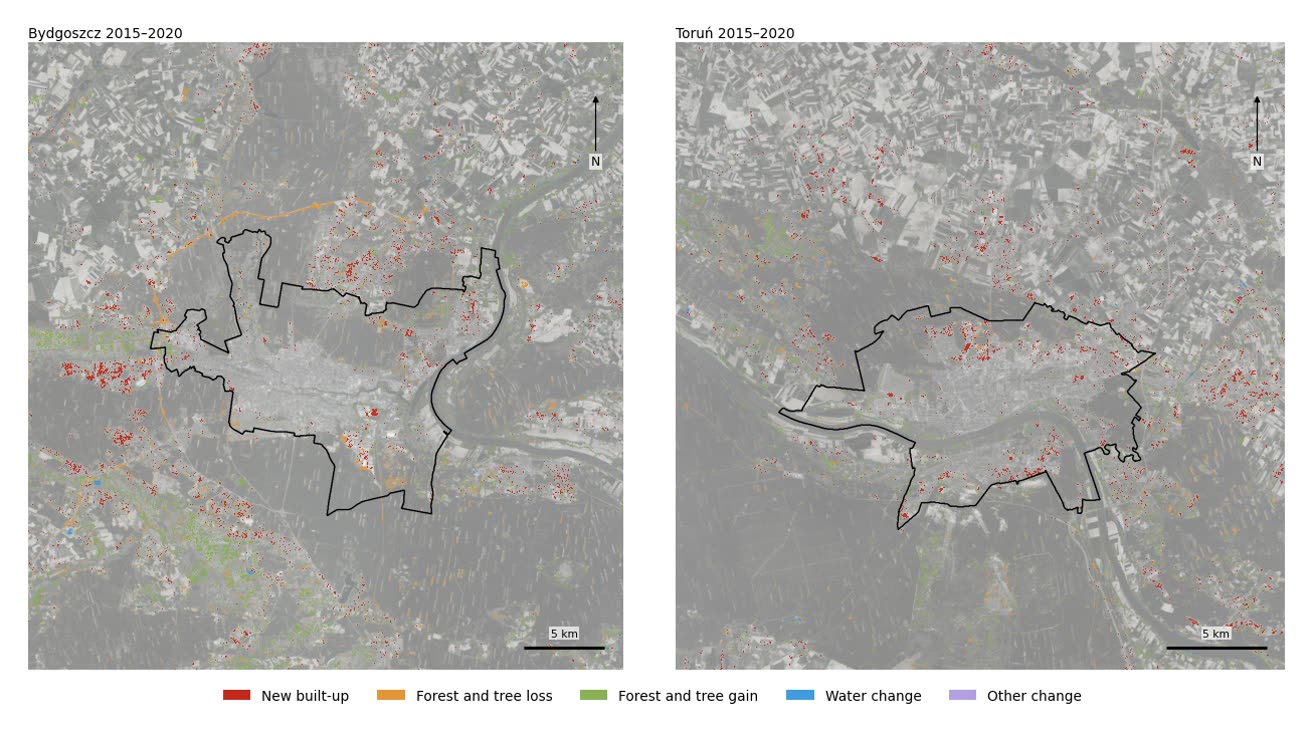 Bydgoszcz 2015–2020
Toruń 2015–2020
N
N
5 km
5 km
New built-up
Forest and tree loss
Forest and tree gain
Water change
Other change